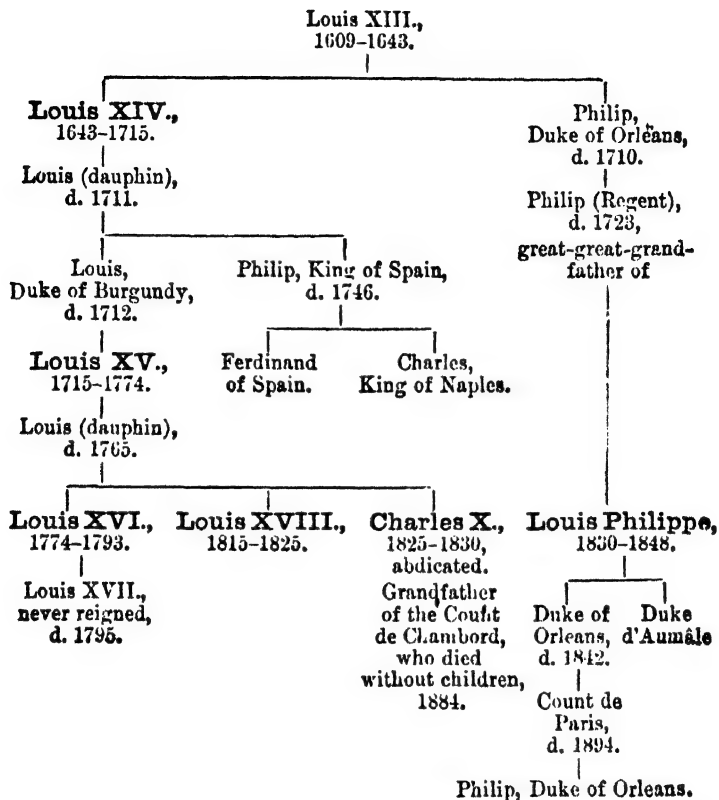 Louis XIII.,
1609-1643.
Louis XIV.,
1643-1715.
Philip,
Duke of Orleans,
d. 1710.
Louis (dauphin),
d. 1711.
Philip (Regent),
d. 1723,
great-great-grand-
father of
Louis,
Duke of Burgundy,
d. 1712.
Philip, King of Spain,
d. 1746.
Louis XV.,
1715-1774.
Ferdinand
of Spain.
Charles,
King of Naples.
Louis (dauphin),
d. 1765.
Louis XVI.,
1774-1793.
Louis XVIII.,
1815-1825.
Charles X.,
1825-1830,
abdicated.
Grandfather
of the Count
de Chambord,
who died
without children,
1884.
Louis Philippe,
1830-1848.
Louis XVII.,
never reigned,
d. 1795.
Duke of
Orleans,
d. 1842.
Duke
d'Aumâle
Count de
Paris,
d. 1894.
Philip, Duke of Orleans.